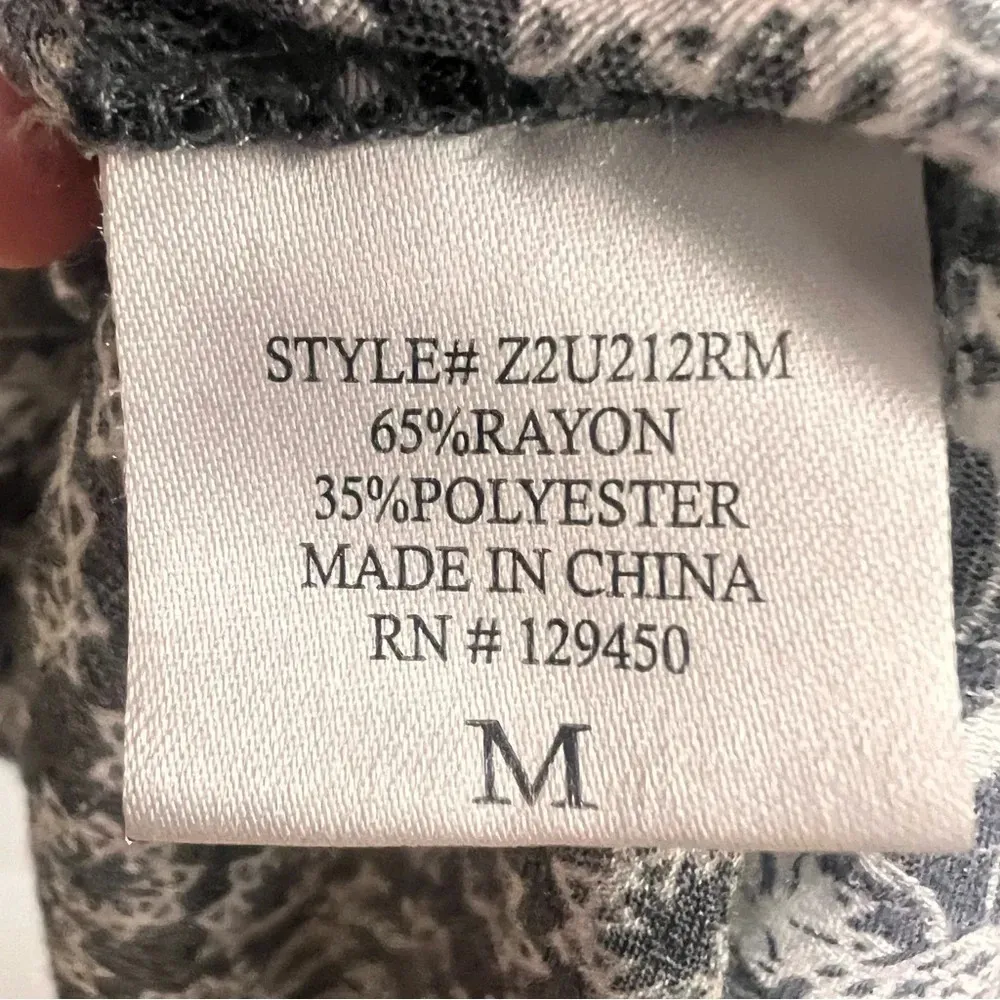 STYLE# Z2U212RM
65%RAYON
35%POLYESTER
MADE IN CHINA
RN # 129450
M